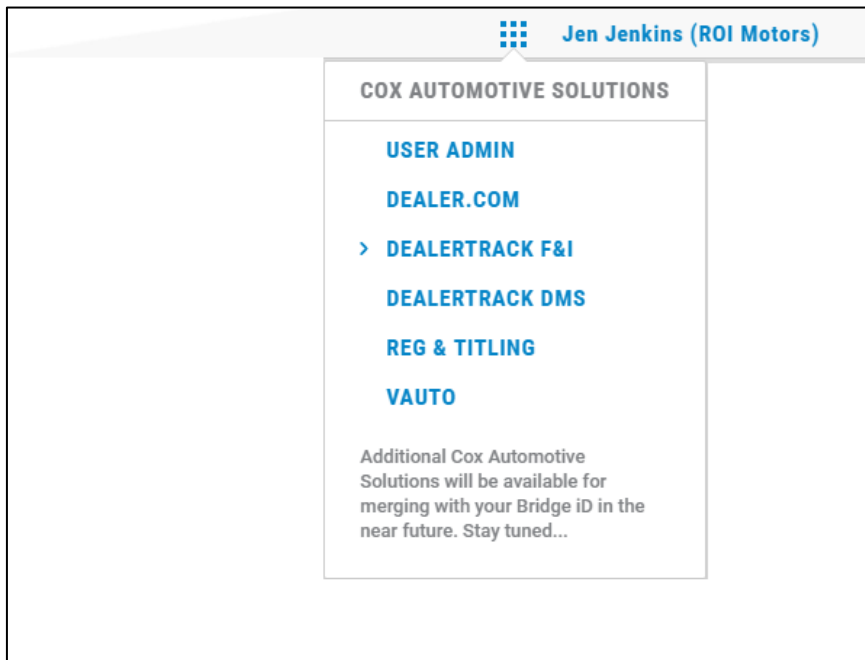 Jen Jenkins (ROI Motors)
COX AUTOMOTIVE SOLUTIONS
USER ADMIN
DEALER.COM
DEALERTRACK F&I
DEALERTRACK DMS
REG & TITLING
VAUTO
Additional Cox Automotive
Solutions will be available for
merging with your Bridge iD in the
near future. Stay tuned...